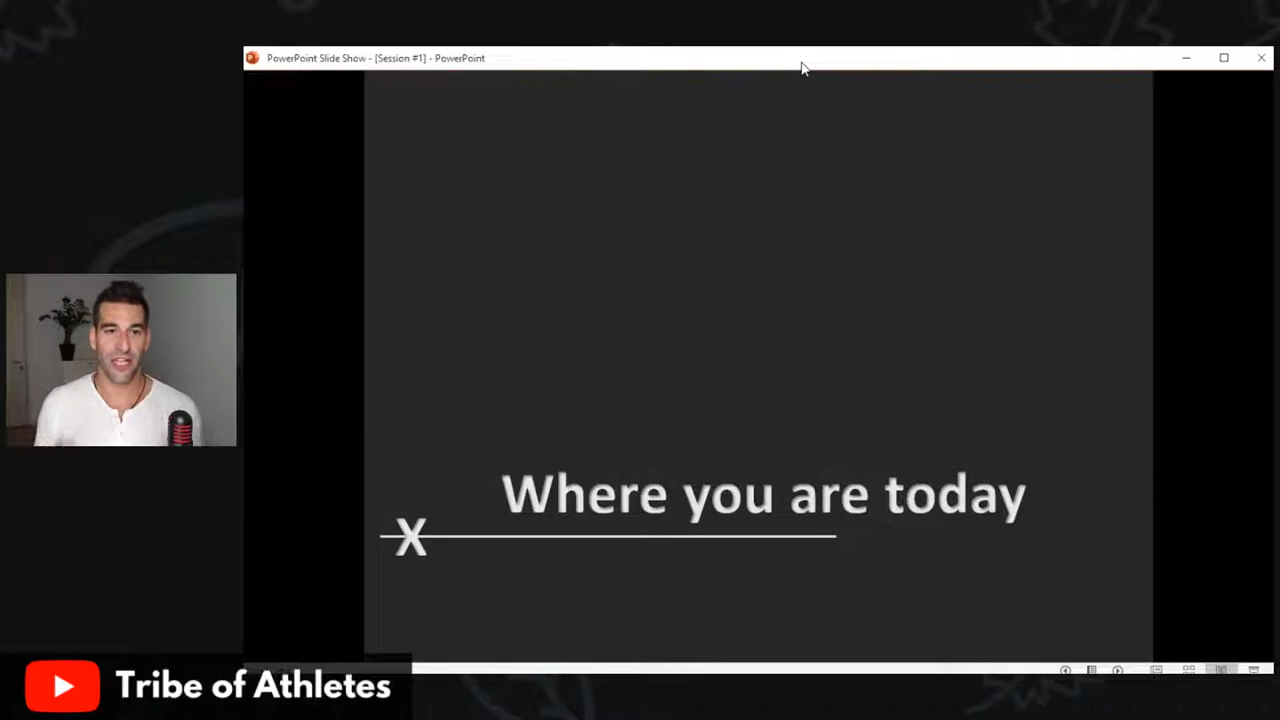 PowerPoint Slide Show - [Session #1] - PowerPoint
Where you are today
X
Tribe of Athletes